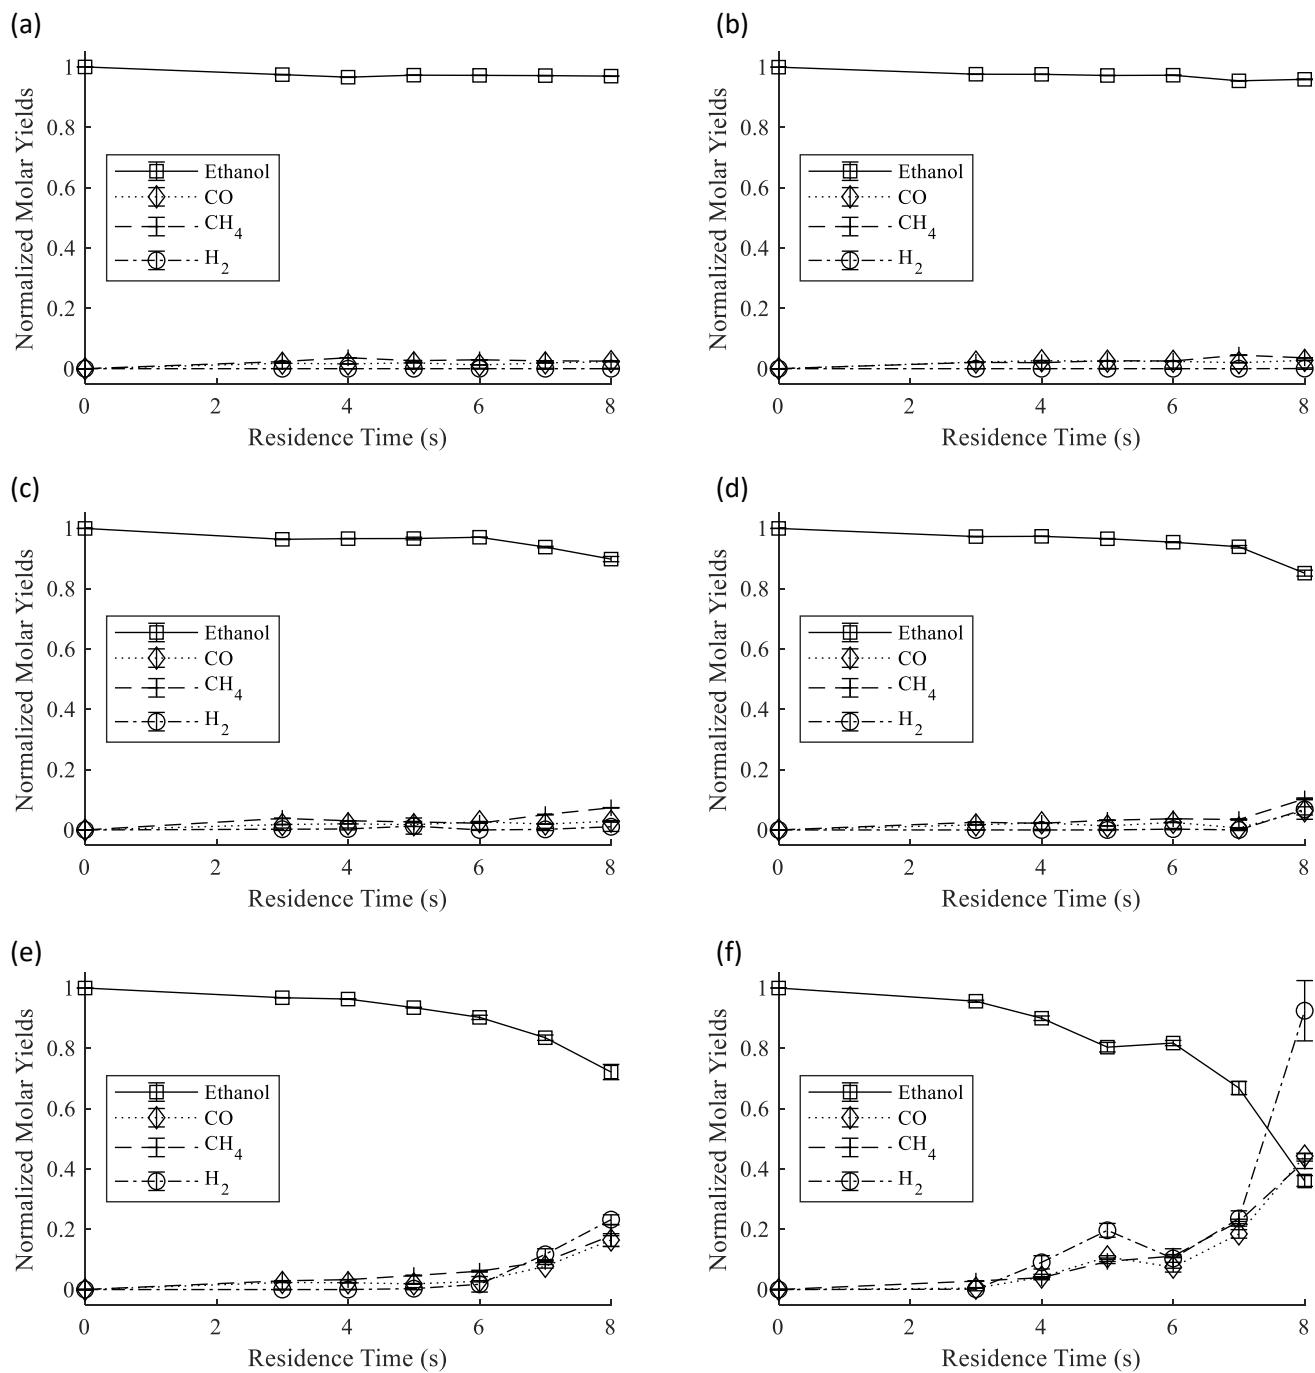 (a)
1
0.8
0.6
0.4
0.2
0
Normalized Molar Yields
Ethanol
CO
CH4
H2
0 2 4 6 8
Residence Time (s)
(b)
1
0.8
0.6
0.4
0.2
0
Normalized Molar Yields
Ethanol
CO
CH4
H2
0 2 4 6 8
Residence Time (s)
(c)
1
0.8
0.6
0.4
0.2
0
Normalized Molar Yields
Ethanol
CO
CH4
H2
0 2 4 6 8
Residence Time (s)
(d)
1
0.8
0.6
0.4
0.2
0
Normalized Molar Yields
Ethanol
CO
CH4
H2
0 2 4 6 8
Residence Time (s)
(e)
1
0.8
0.6
0.4
0.2
0
Normalized Molar Yields
Ethanol
CO
CH4
H2
0 2 4 6 8
Residence Time (s)
(f)
1
0.8
0.6
0.4
0.2
0
Normalized Molar Yields
Ethanol
CO
CH4
H2
0 2 4 6 8
Residence Time (s)